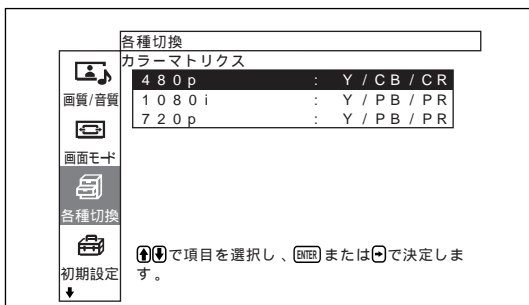 各種切換
カラーマトリクス
480p : Y/CB/CR
1080i : Y/PB/PR
720p : Y/PB/PR
画質/音質
画面モード
各種切換
初期設定
で項目を選択し、ENTERまたはで決定しま
す。